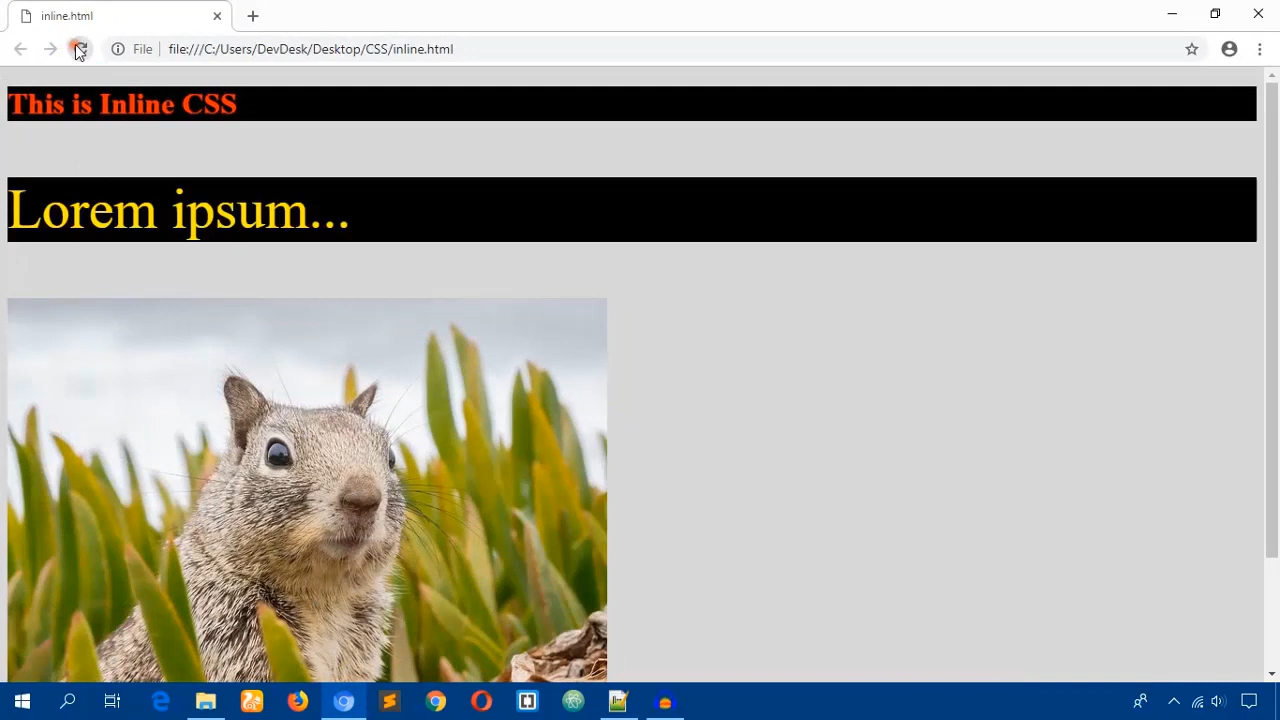 inline.html
File
file:///C:/Users/DevDesk/Desktop/CSS/inline.html
This is Inline CSS
Lorem ipsum...